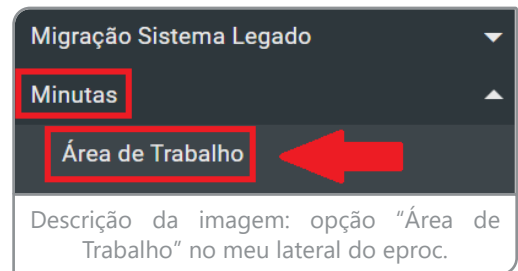 Migração Sistema Legado
Minutas
Área de Trabalho
Descrição da imagem: opção “Área de
Trabalho” no meu lateral do eproc.